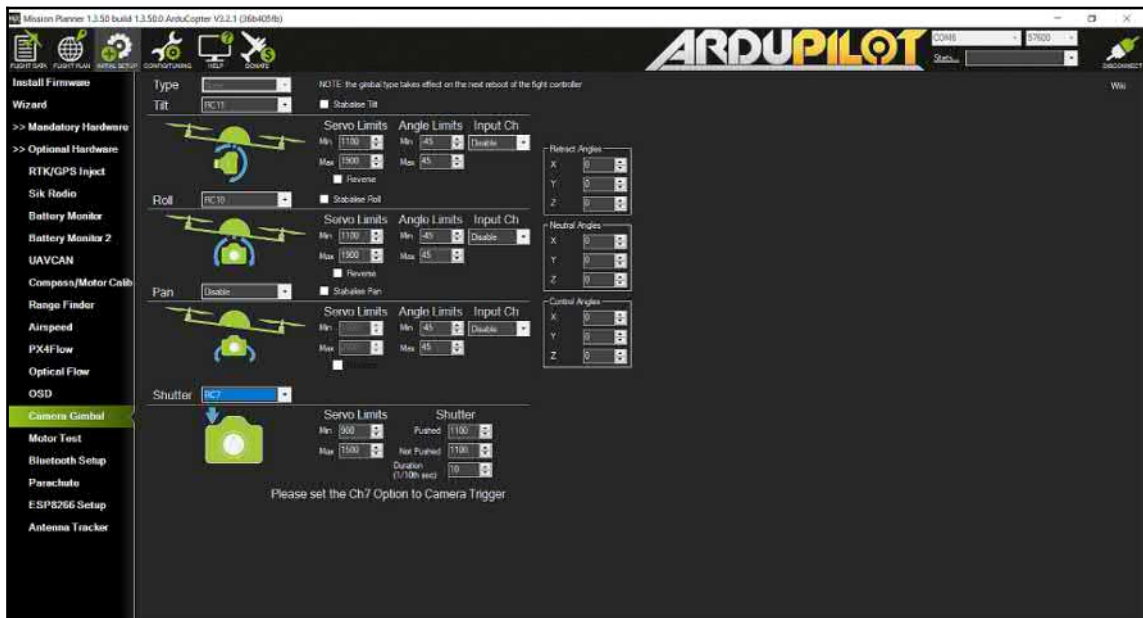 Mission Planner 1.3.50 build 1.3.50.0 ArduCopter V3.2.1 (36b405fb)
FLIGHT DATA FLIGHT PLAN INITIAL SETUP CONFIG/TUNING HELP DONATE
ARDUPILOT
COM6 57600
Stats...
DISCONNECT
Install Firmware
Wizard
>> Mandatory Hardware
>> Optional Hardware
RTK/GPS Inject
Sik Radio
Battery Monitor
Battery Monitor 2
UAVCAN
Compass/Motor Calib
Range Finder
Airspeed
PX4Flow
Optical Flow
OSD
Camera Gimbal
Motor Test
Bluetooth Setup
Parachute
ESP8266 Setup
Antenna Tracker
Type NOTE: the gimbal type takes effect on the next reboot of the flight controller
Wiki
Tilt RC11 Stabalise Tilt
Servo Limits Angle Limits Input Ch
Min 1100 Min -45 Disable
Max 1900 Max 45
Reverse
Roll RC10 Stabalise Roll
Servo Limits Angle Limits Input Ch
Min 1100 Min -45 Disable
Max 1900 Max 45
Reverse
Pan Disable Stabalise Pan
Servo Limits Angle Limits Input Ch
Min Min -45 Disable
Max Max 45
Retract Angles
X 0
Y 0
Z 0
Neutral Angles
X 0
Y 0
Z 0
Control Angles
X 0
Y 0
Z 0
Shutter RC7
Servo Limits Shutter
Min 900 Pushed 1100
Max 1500 Not Pushed 1100
Duration
(1/10th sec) 10
Please set the Ch7 Option to Camera Trigger